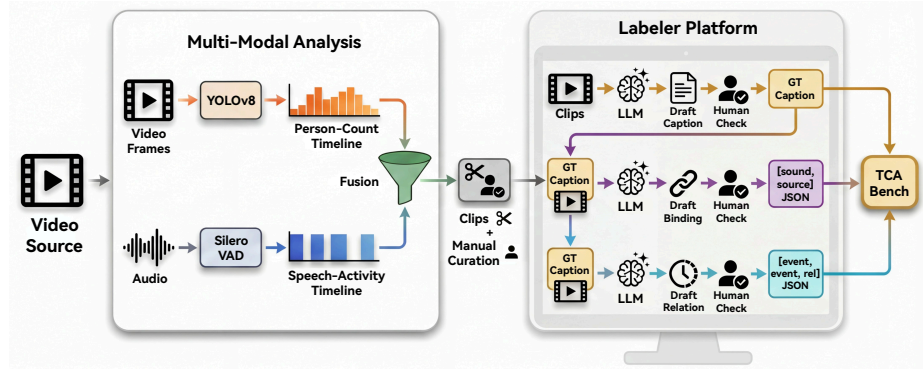 Multi-Modal Analysis
Labeler Platform
Video
Source
Video
Frames
YOLOv8
Person-Count
Timeline
Audio
Silero
VAD
Speech-Activity
Timeline
Fusion
Clips
+
Manual
Curation
Clips
LLM
Draft
Caption
Human
Check
GT
Caption
GT
Caption
LLM
Draft
Binding
Human
Check
[sound,
source]
JSON
GT
Caption
LLM
Draft
Relation
Human
Check
[event,
event, rel]
JSON
TCA
Bench